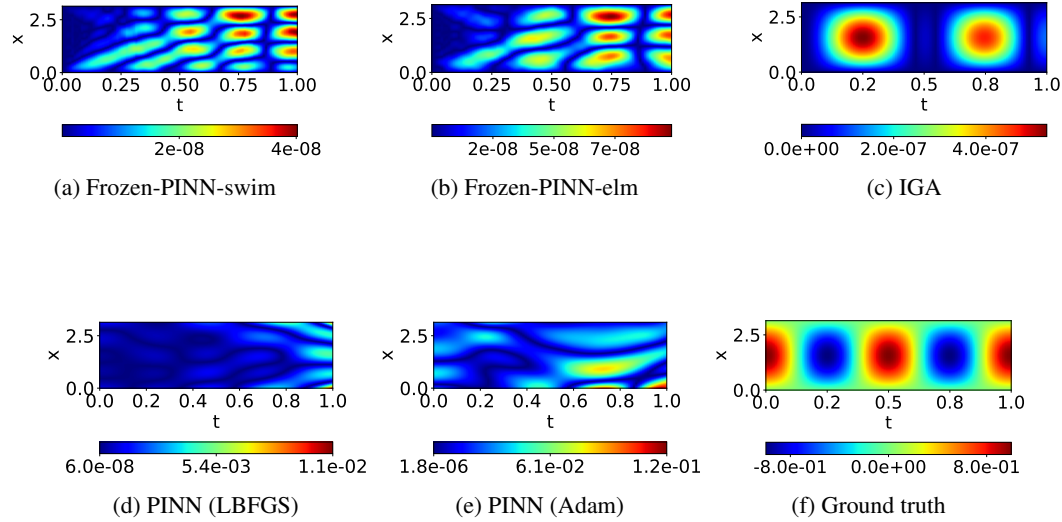 x
2.5
0.0
0.00 0.25 0.50 0.75 1.00
t
2e-08 4e-08
(a) Frozen-PINN-swim
x
2.5
0.0
0.00 0.25 0.50 0.75 1.00
t
2e-08 5e-08 7e-08
(b) Frozen-PINN-elm
x
2.5
0.0
0.0 0.2 0.5 0.8 1.0
t
0.0e+00 2.0e-07 4.0e-07
(c) IGA
x
2.5
0.0
0.0 0.2 0.4 0.6 0.8 1.0
t
6.0e-08 5.4e-03 1.1e-02
(d) PINN (LBFGS)
x
2.5
0.0
0.0 0.2 0.4 0.6 0.8 1.0
t
1.8e-06 6.1e-02 1.2e-01
(e) PINN (Adam)
x
2.5
0.0
0.0 0.2 0.5 0.8 1.0
t
-8.0e-01 0.0e+00 8.0e-01
(f) Ground truth